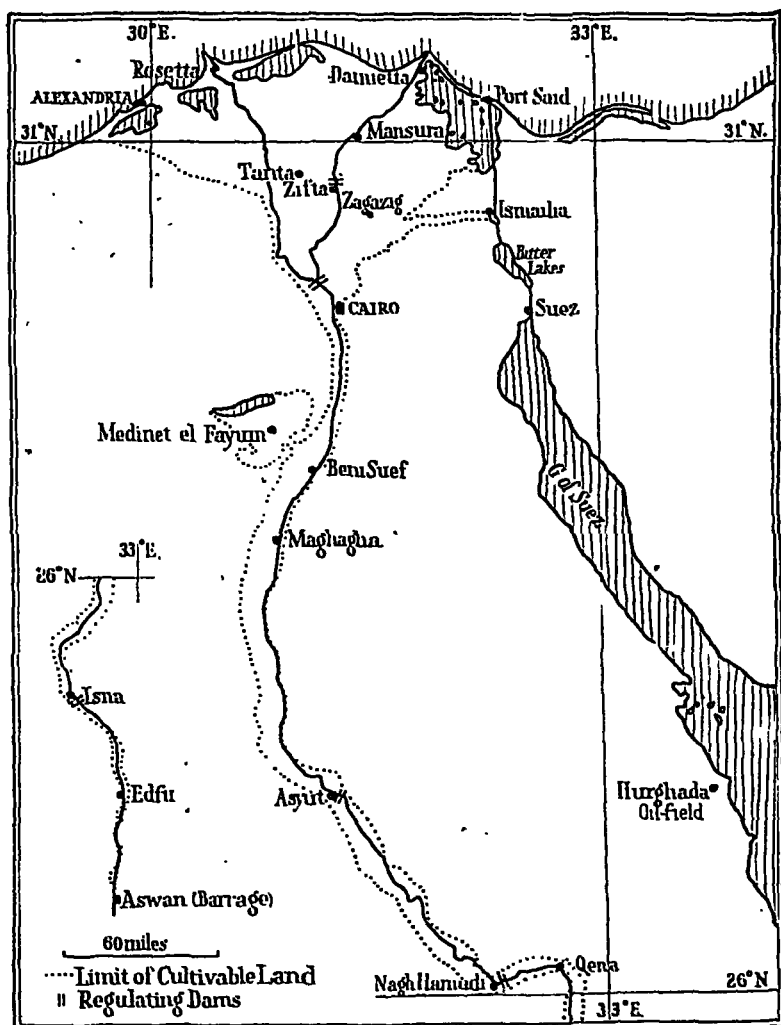 30°E.
33°E.
Rosetta
Damietta
ALEXANDRIA
Port Said
31°N.
Mansura
31°N.
Tanta
Zifta
Zagazig
Ismailia
Bitter
Lakes
CAIRO
Suez
Medinet el Fayum
Beni Suef
G of Suez
Maghagha
33°E.
26°N
Isna
Edfu
Asyut
Hurghada
Oil-field
Aswan (Barrage)
60 miles
Limit of Cultivable Land
Regulating Dams
Nagh Hamadi
Qena
26°N
33°E.